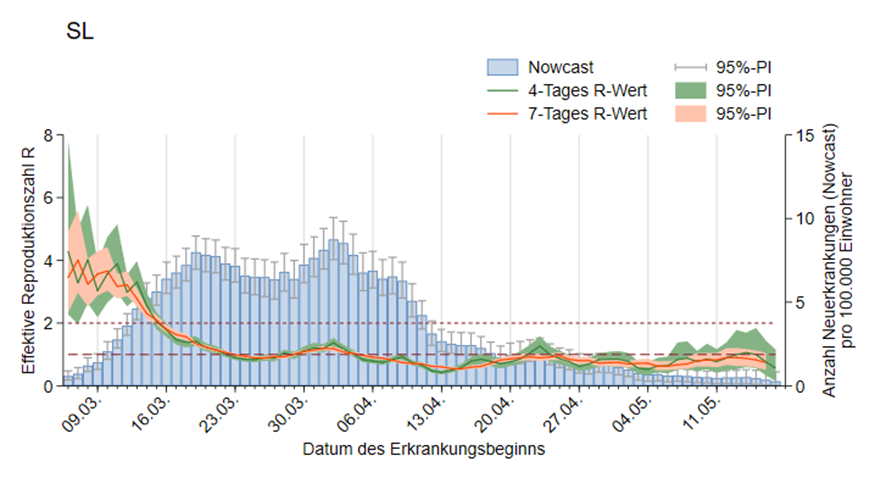 SL
Nowcast
95%-PI
4-Tages R-Wert
95%-PI
7-Tages R-Wert
95%-PI
Effektive Reproduktionszahl R
8
6
4
2
0
15
10
5
0
Anzahl Neuerkrankungen (Nowcast)
pro 100.000 Einwohner
09.03.
16.03.
23.03.
30.03.
06.04.
13.04.
20.04.
27.04.
04.05.
11.05.
Datum des Erkrankungsbeginns